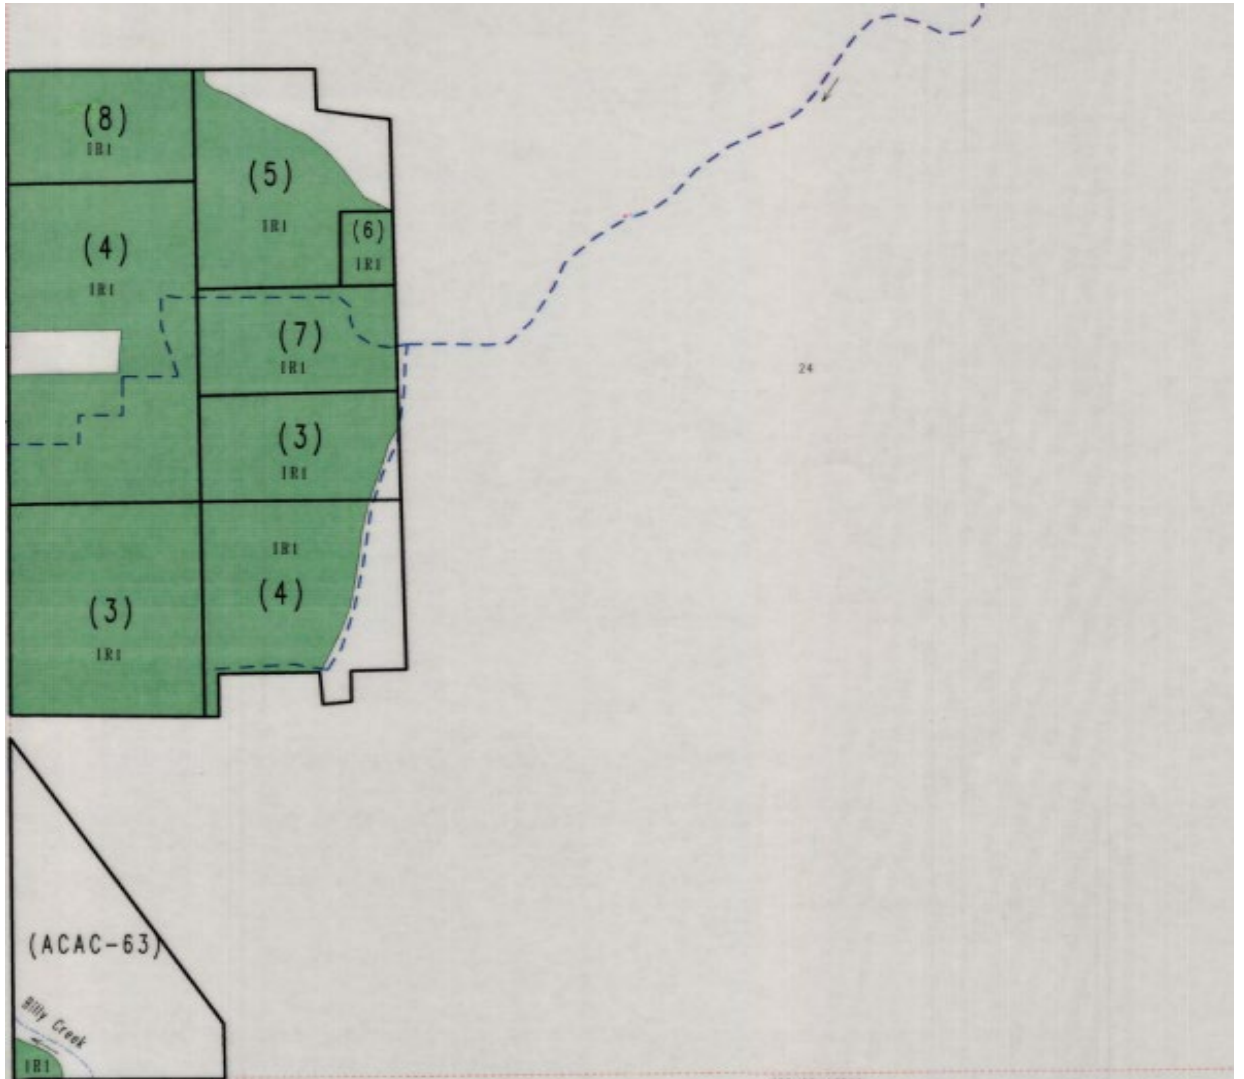 (8)
IR1
(5)
IR1
(6)
IR1
(4)
IR1
(7)
IR1
24
(3)
IR1
IR1
(4)
(3)
IR1
(ACAC-63)
Billy Creek
IR1